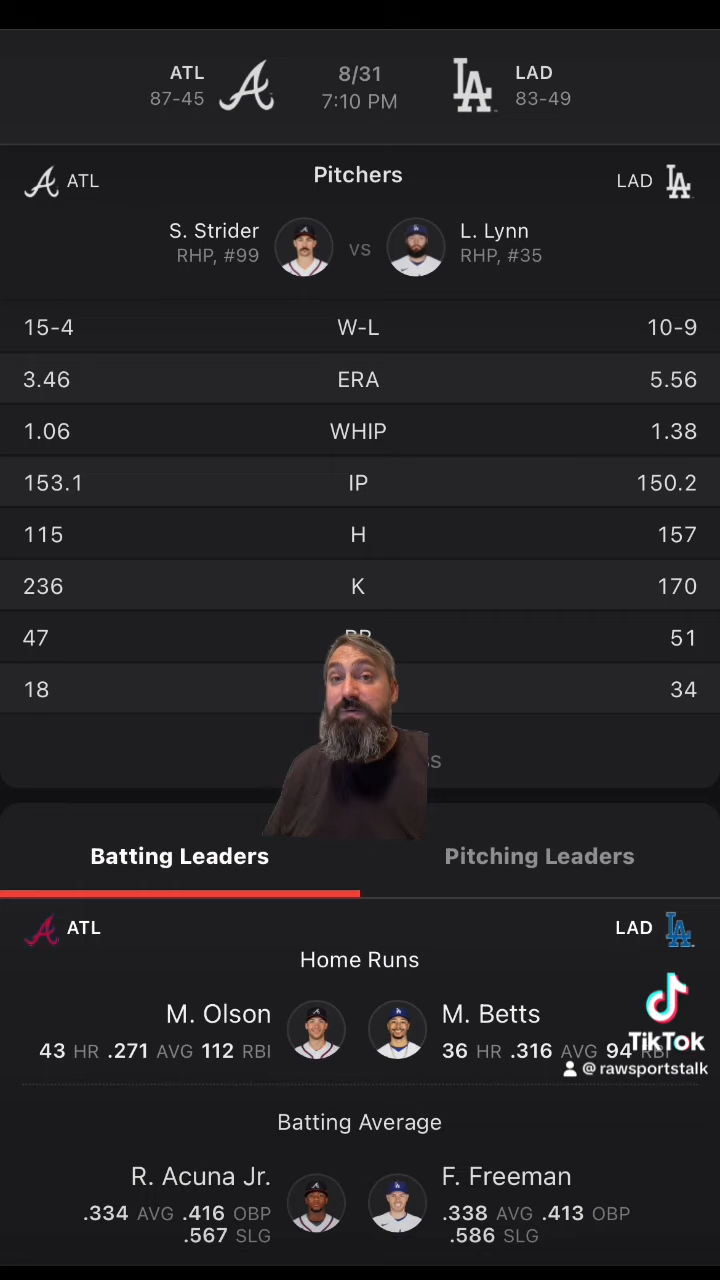 ATL 8/31 LAD
87-45 7:10 PM 83-49
ATL Pitchers LAD
S. Strider L. Lynn
RHP, #99 VS RHP, #35
15-4 W-L 10-9
3.46 ERA 5.56
1.06 WHIP 1.38
153.1 IP 150.2
115 H 157
236 K 170
47 BB 51
18 34
Batting Leaders Pitching Leaders
ATL LAD
Home Runs
M. Olson M. Betts
43 HR .271 AVG 112 RBI 36 HR .316 AVG 94 RBI
TikTok
@rawsportstalk
Batting Average
R. Acuna Jr. F. Freeman
.334 AVG .416 OBP .338 AVG .413 OBP
.567 SLG .586 SLG